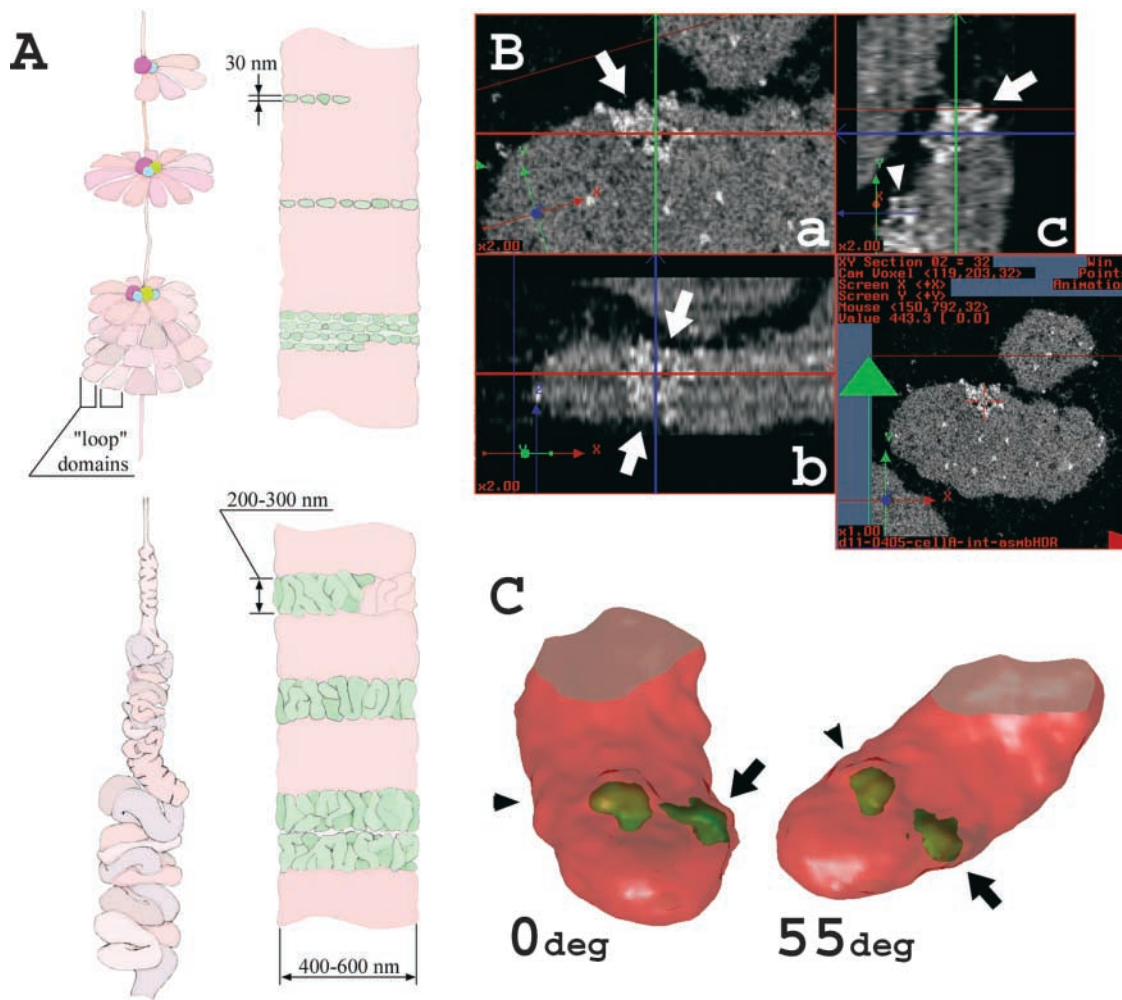 A
30 nm
"loop"
domains
200-300 nm
400-600 nm
B
a
x2.00
c
x2.00
b
x2.00
XY Section 02 = 32
Win
Cam Voxel <119,203,32>
Point
Screen X <+X>
Animatio
Screen Y <+Y>
Mouse <150,792,32>
Value 443.3 [ 0.0]
x1.00
d11-0405-cellA-int-asmbHOR
C
0deg
55deg